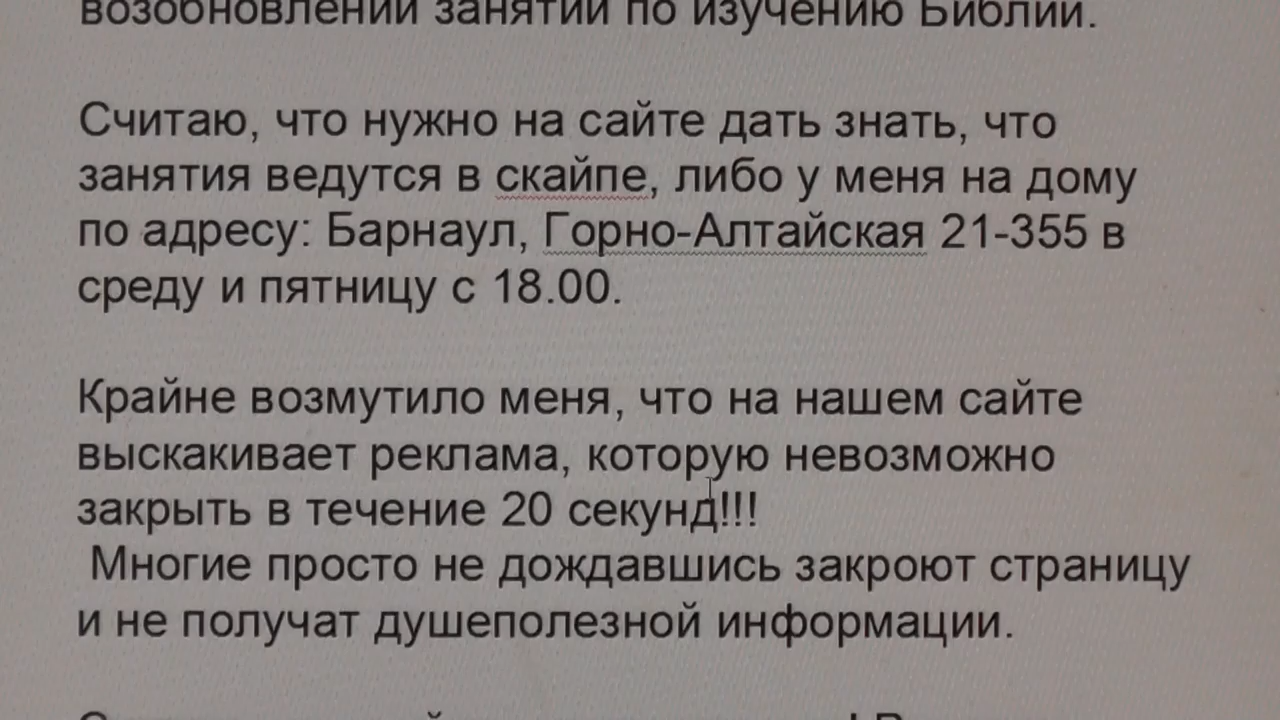 возобновлении занятий по изучению Библии.
Считаю, что нужно на сайте дать знать, что
занятия ведутся в скайпе, либо у меня на дому
по адресу: Барнаул, Горно-Алтайская 21-355 в
среду и пятницу с 18.00.
Крайне возмутило меня, что на нашем сайте
выскакивает реклама, которую невозможно
закрыть в течение 20 секунд!!!
Многие просто не дождавшись закроют страницу
и не получат душеполезной информации.